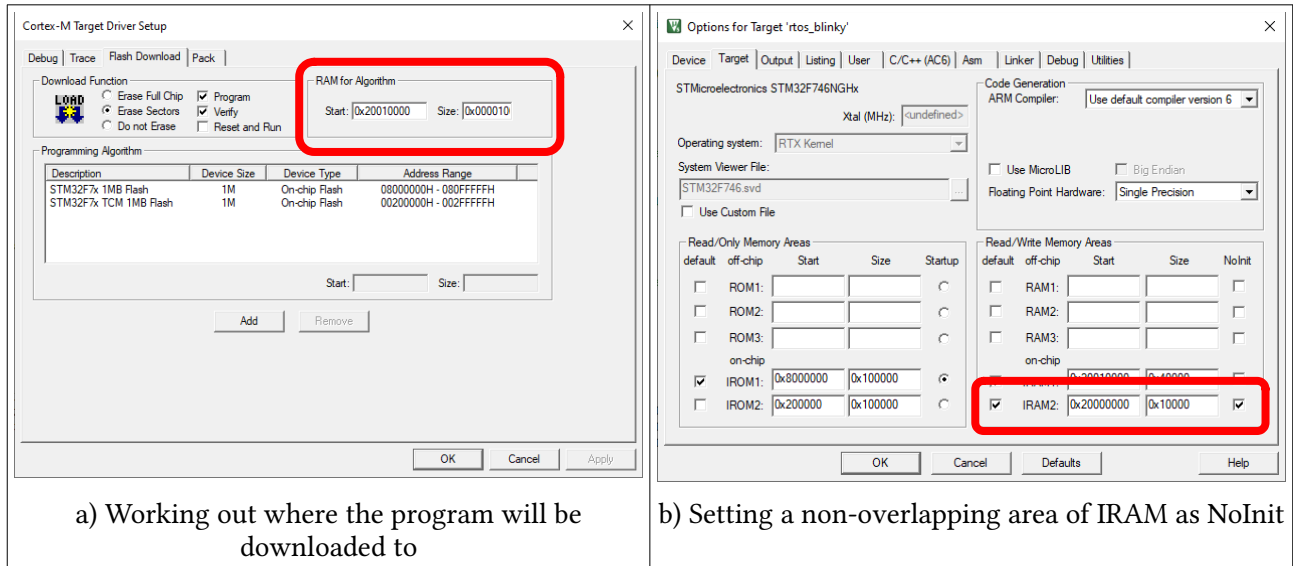 Cortex-M Target Driver Setup
Debug Trace Flash Download Pack
Download Function
LOAD
Erase Full Chip Program
Erase Sectors Verify
Do not Erase Reset and Run
RAM for Algorithm
Start: 0x20010000 Size: 0x000010
Programming Algorithm
Description Device Size Device Type Address Range
STM32F7x 1MB Flash 1M On-chip Flash 08000000H - 080FFFFFH
STM32F7x TCM 1MB Flash 1M On-chip Flash 00200000H - 002FFFFFH
Start: Size:
Add Remove
OK Cancel Apply
a) Working out where the program will be
downloaded to
Options for Target 'rtos_blinky'
Device Target Output Listing User C/C++ (AC6) Asm Linker Debug Utilities
STMicroelectronics STM32F746NGHx
Xtal (MHz): <undefined>
Operating system: RTX Kernel
System Viewer File:
STM32F746.svd ...
Use Custom File
Code Generation
ARM Compiler: Use default compiler version 6
Use MicroLIB Big Endian
Floating Point Hardware: Single Precision
Read/Only Memory Areas
default off-chip Start Size Startup
ROM1:
ROM2:
ROM3:
on-chip
IROM1: 0x8000000 0x100000
IROM2: 0x200000 0x100000
Read/Write Memory Areas
default off-chip Start Size NoInit
RAM1:
RAM2:
RAM3:
on-chip
IRAM2: 0x20000000 0x10000
OK Cancel Defaults Help
b) Setting a non-overlapping area of IRAM as NoInit